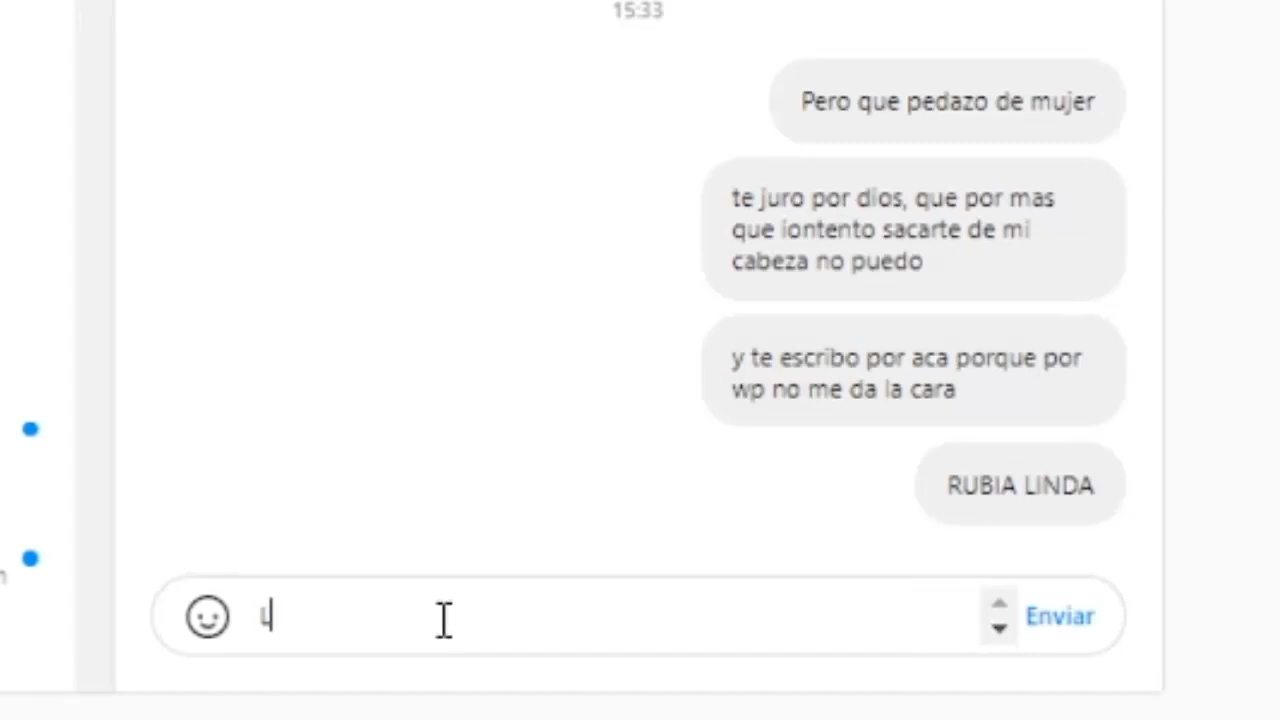 15:33
Pero que pedazo de mujer
te juro por dios, que por mas
que iontento sacarte de mi
cabeza no puedo
y te escribo por aca porque por
wp no me da la cara
RUBIA LINDA
Enviar